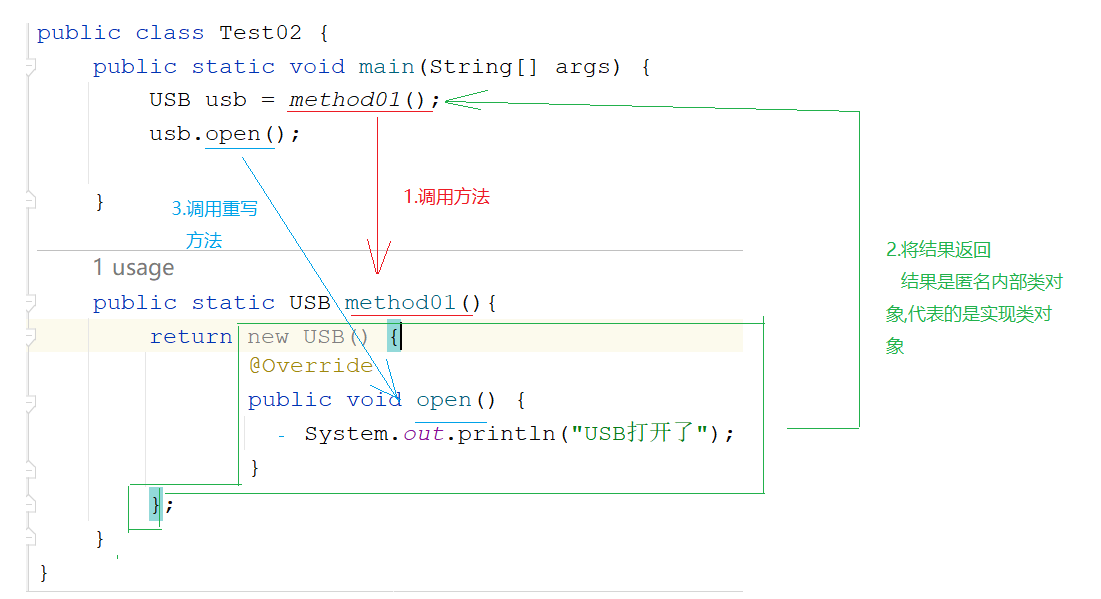 public class Test02 {
public static void main(String[] args) {
USB usb = method01();
usb.open();
}
1.调用方法
3.调用重写
方法
2.将结果返回
结果是匿名内部类对
象,代表的是实现类对
象
1 usage
public static USB method01(){
return new USB() {
@Override
public void open() {
System.out.println("USB打开了");
}
};
}
}